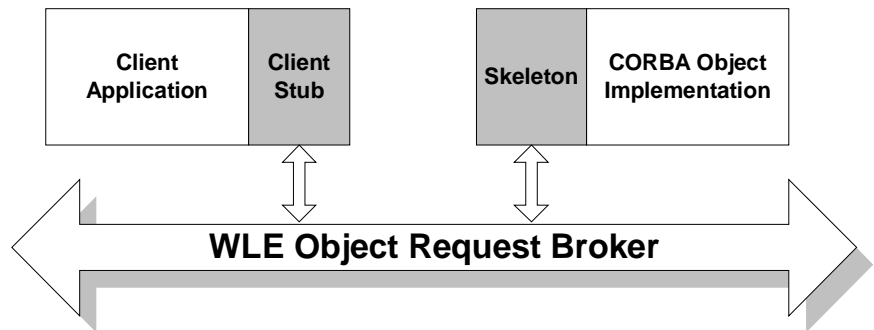 Client
Application
Client
Stub
Skeleton
CORBA Object
Implementation
WLE Object Request Broker